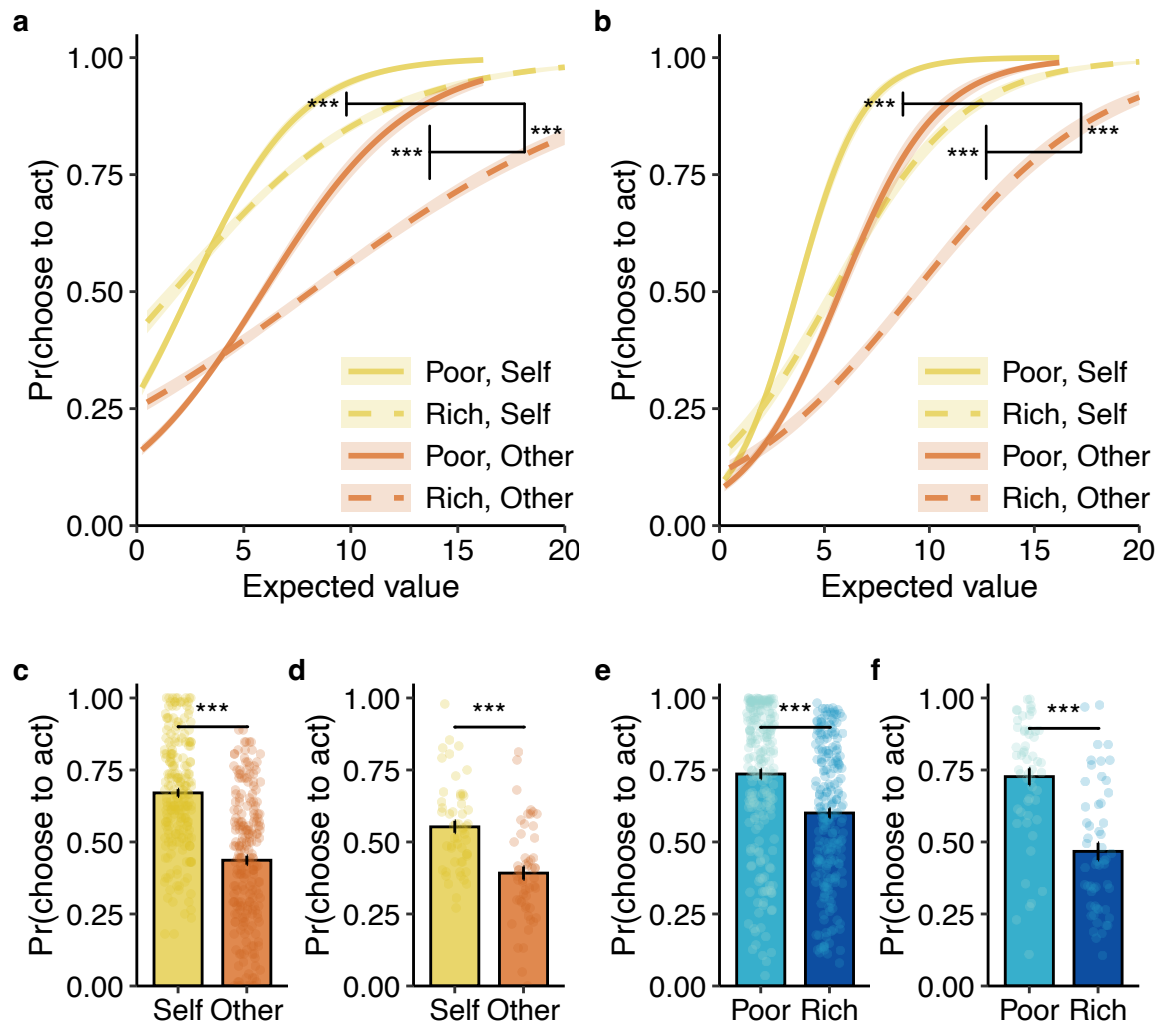 a
Pr(choose to act)
1.00
0.75
0.50
0.25
0.00
0
5
10
15
20
Expected value
***
***
***
Poor, Self
Rich, Self
Poor, Other
Rich, Other
b
Pr(choose to act)
1.00
0.75
0.50
0.25
0.00
0
5
10
15
20
Expected value
***
***
***
Poor, Self
Rich, Self
Poor, Other
Rich, Other
c
Pr(choose to act)
1.00
0.75
0.50
0.25
0.00
***
Self Other
d
Pr(choose to act)
1.00
0.75
0.50
0.25
0.00
***
Self Other
e
Pr(choose to act)
1.00
0.75
0.50
0.25
0.00
***
Poor Rich
f
Pr(choose to act)
1.00
0.75
0.50
0.25
0.00
***
Poor Rich